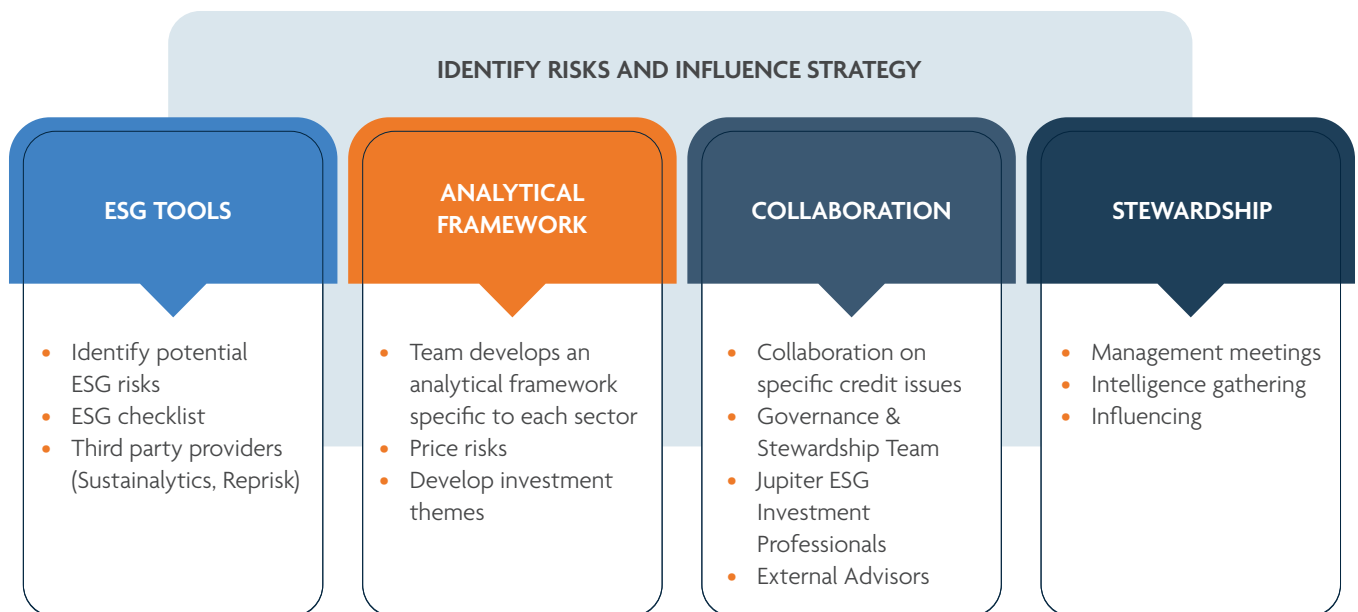 IDENTIFY RISKS AND INFLUENCE STRATEGY
ESG TOOLS
• Identify potential
ESG risks
• ESG checklist
• Third party providers
(Sustainalytics, Reprisk)
ANALYTICAL
FRAMEWORK
• Team develops an
analytical framework
specific to each sector
• Price risks
• Develop investment
themes
COLLABORATION
• Collaboration on
specific credit issues
• Governance &
Stewardship Team
• Jupiter ESG
Investment
Professionals
• External Advisors
STEWARDSHIP
• Management meetings
• Intelligence gathering
• Influencing